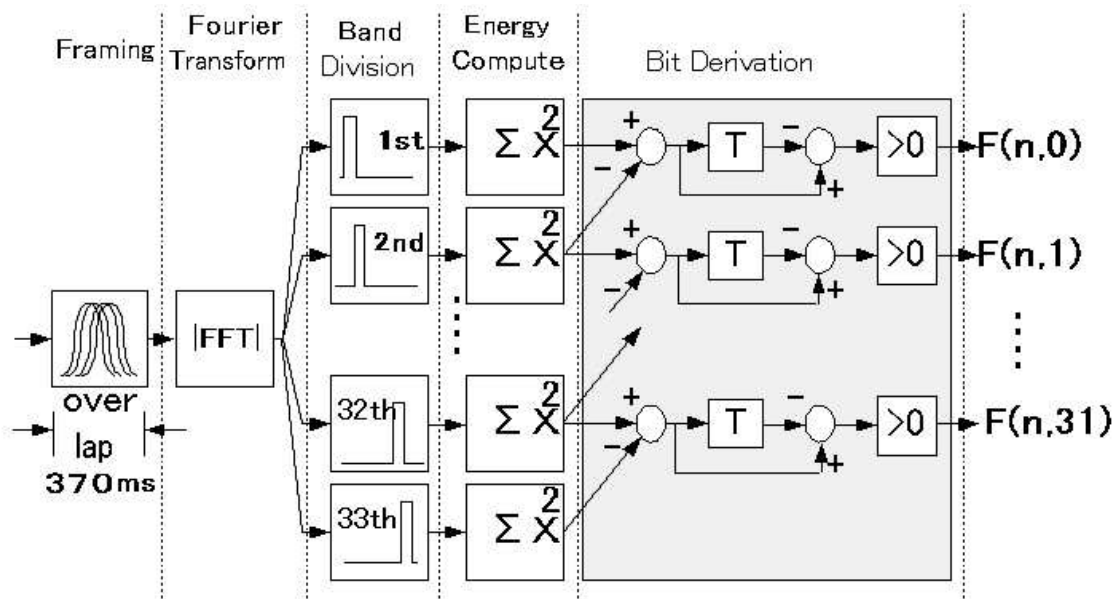 Framing
Fourier
Transform
Band
Division
Energy
Compute
Bit Derivation
1st
Σ X²
+
−
T
−
+
>0
F(n,0)
2nd
Σ X²
+
−
T
−
+
>0
F(n,1)
|FFT|
over
lap
370ms
32th
Σ X²
+
−
T
−
+
>0
F(n,31)
33th
Σ X²